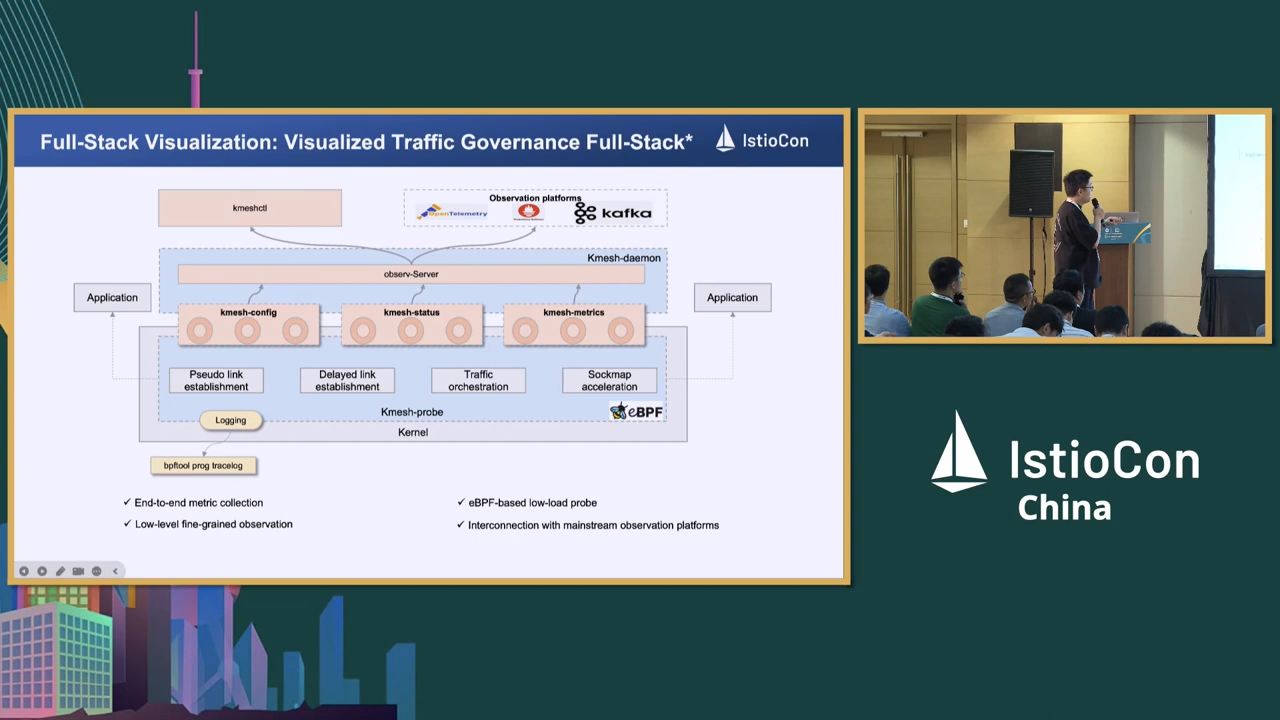 Full-Stack Visualization: Visualized Traffic Governance Full-Stack*
IstioCon
kmeshctl
Observation platforms
OpenTelemetry
kafka
Kmesh-daemon
observ-Server
Application
Application
kmesh-config
kmesh-status
kmesh-metrics
Pseudo link
establishment
Delayed link
establishment
Traffic
orchestration
Sockmap
acceleration
Kmesh-probe
eBPF
Logging
Kernel
bpftool prog tracelog
✓ End-to-end metric collection
✓ eBPF-based low-load probe
✓ Low-level fine-grained observation
✓ Interconnection with mainstream observation platforms
IstioCon
China